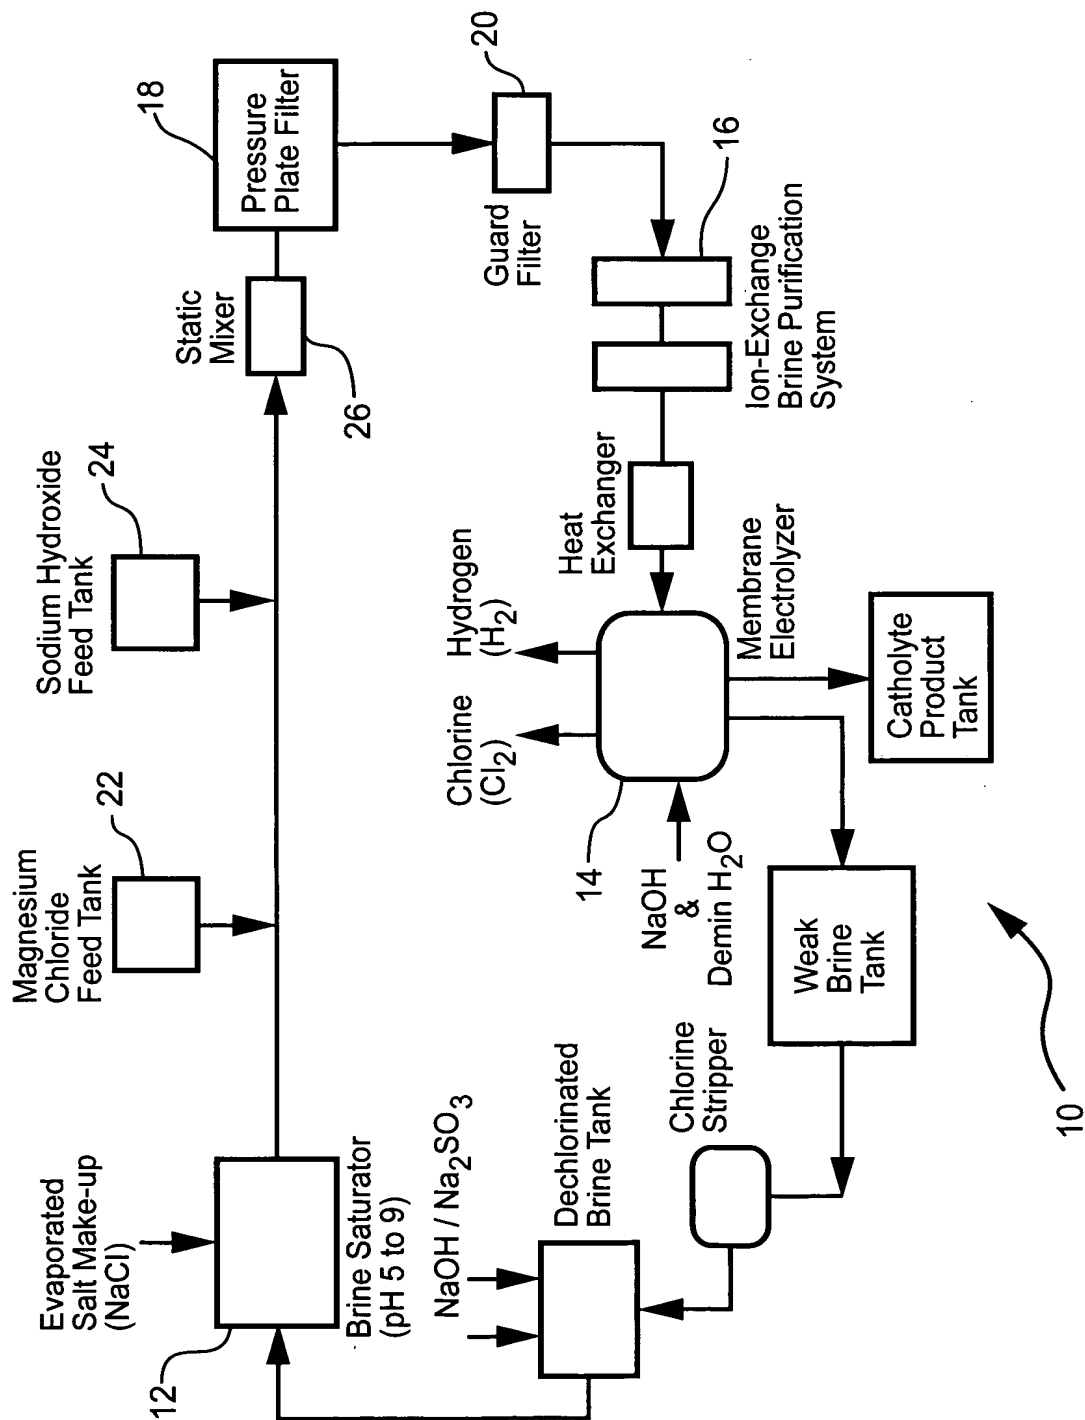 Evaporated
Salt Make-up
(NaCl)
12
Brine Saturator
(pH 5 to 9)
Magnesium
Chloride
Feed Tank
22
Sodium Hydroxide
Feed Tank
24
Static
Mixer
26
18
Pressure
Plate Filter
20
Guard
Filter
16
Ion-Exchange
Brine Purification
System
Heat
Exchanger
Hydrogen
(H2)
Chlorine
(Cl2)
14
Membrane
Electrolyzer
NaOH
&
Demin H2O
Catholyte
Product
Tank
Weak
Brine
Tank
Chlorine
Stripper
Dechlorinated
Brine Tank
NaOH / Na2SO3
10